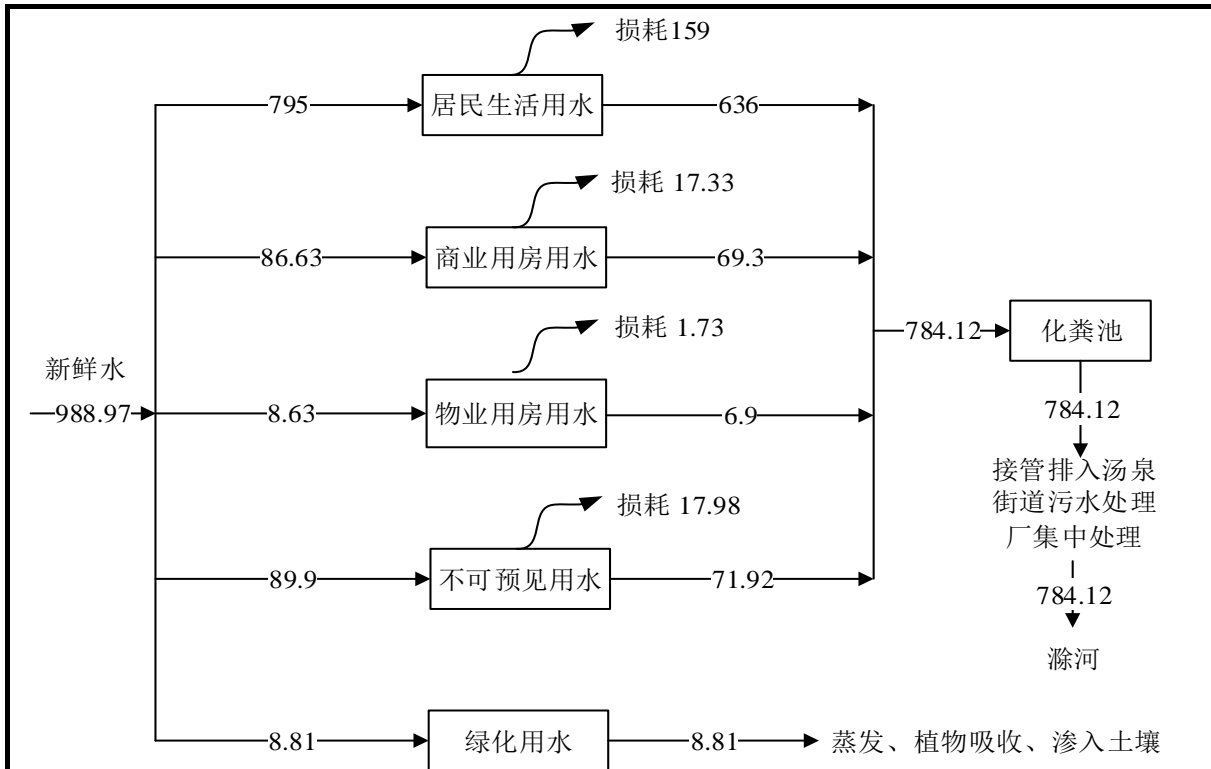 损耗159
795
居民生活用水
636
损耗 17.33
86.63
商业用房用水
69.3
损耗 1.73
784.12
化粪池
新鲜水
988.97
8.63
物业用房用水
6.9
784.12
接管排入汤泉
街道污水处理
厂集中处理
损耗 17.98
89.9
不可预见用水
71.92
784.12
滁河
8.81
绿化用水
8.81
蒸发、植物吸收、渗入土壤